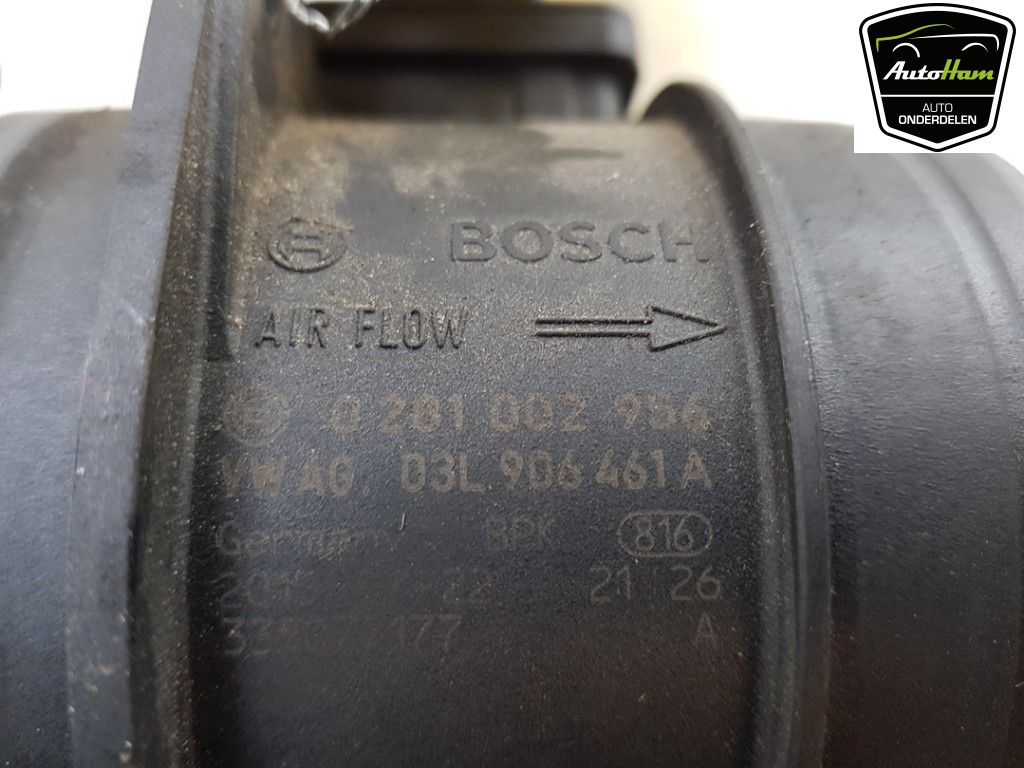 AutoHam
AUTO
ONDERDELEN
BOSCH
AIR FLOW
0 281 002 956
VW AG 03L 906 461 A
Germany BPK 816
22 21 26
A